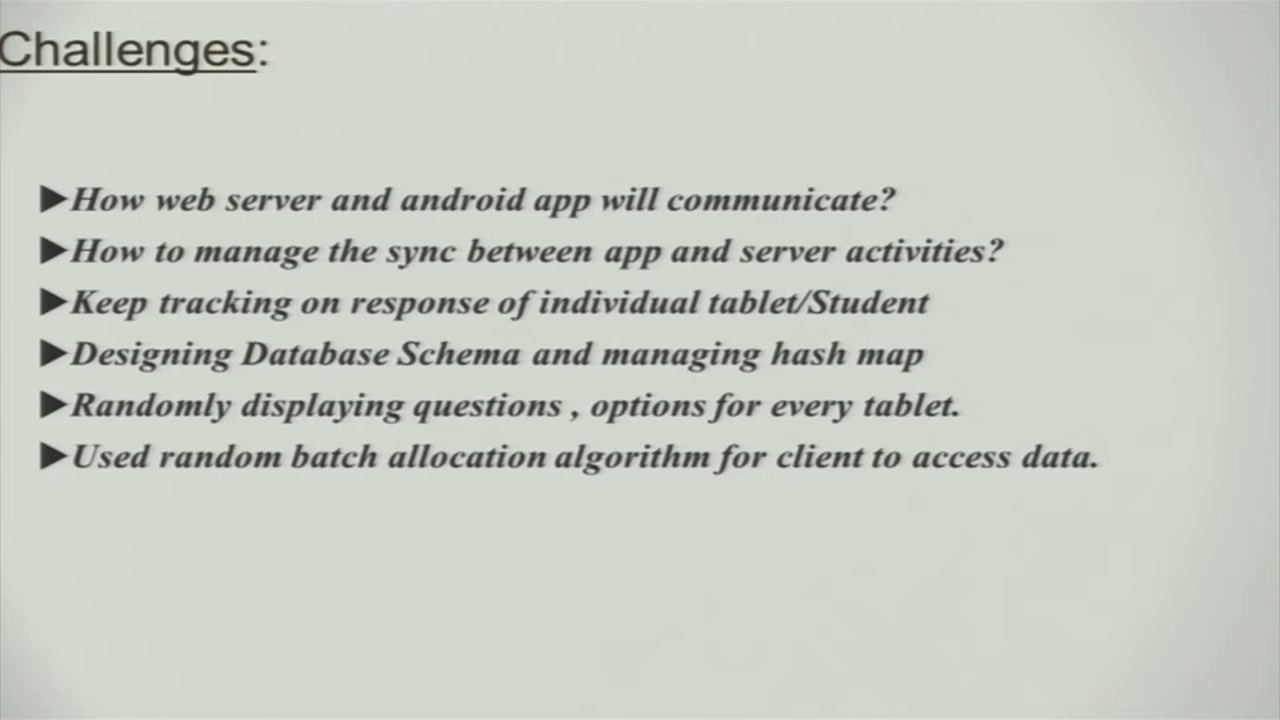 Challenges:
▶How web server and android app will communicate?
▶How to manage the sync between app and server activities?
▶Keep tracking on response of individual tablet/Student
▶Designing Database Schema and managing hash map
▶Randomly displaying questions , options for every tablet.
▶Used random batch allocation algorithm for client to access data.